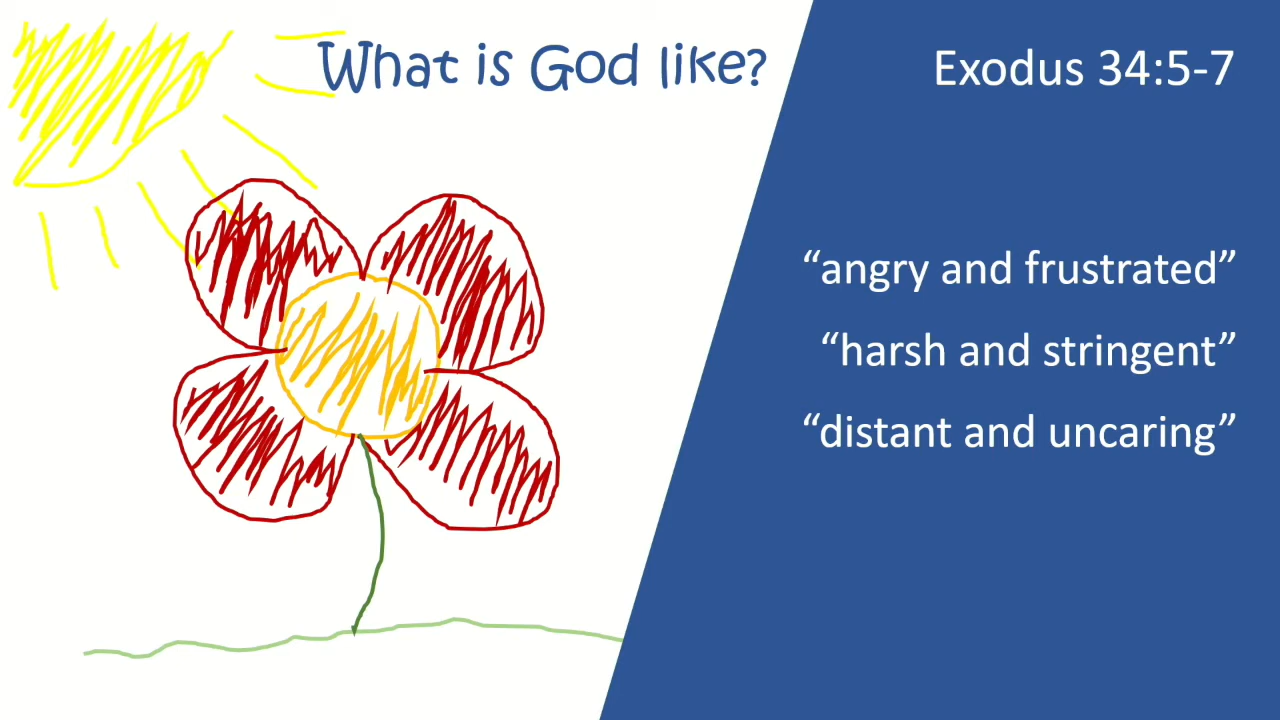 What is God like?
Exodus 34:5-7
“angry and frustrated”
“harsh and stringent”
“distant and uncaring”